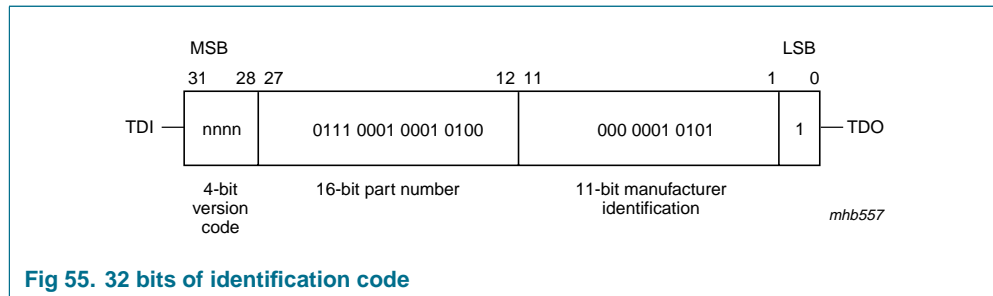 MSB LSB
31 28 27 12 11 1 0
TDI nnnn 0111 0001 0001 0100 000 0001 0101 1 TDO
4-bit 16-bit part number 11-bit manufacturer
version identification
code
mhb557
Fig 55. 32 bits of identification code